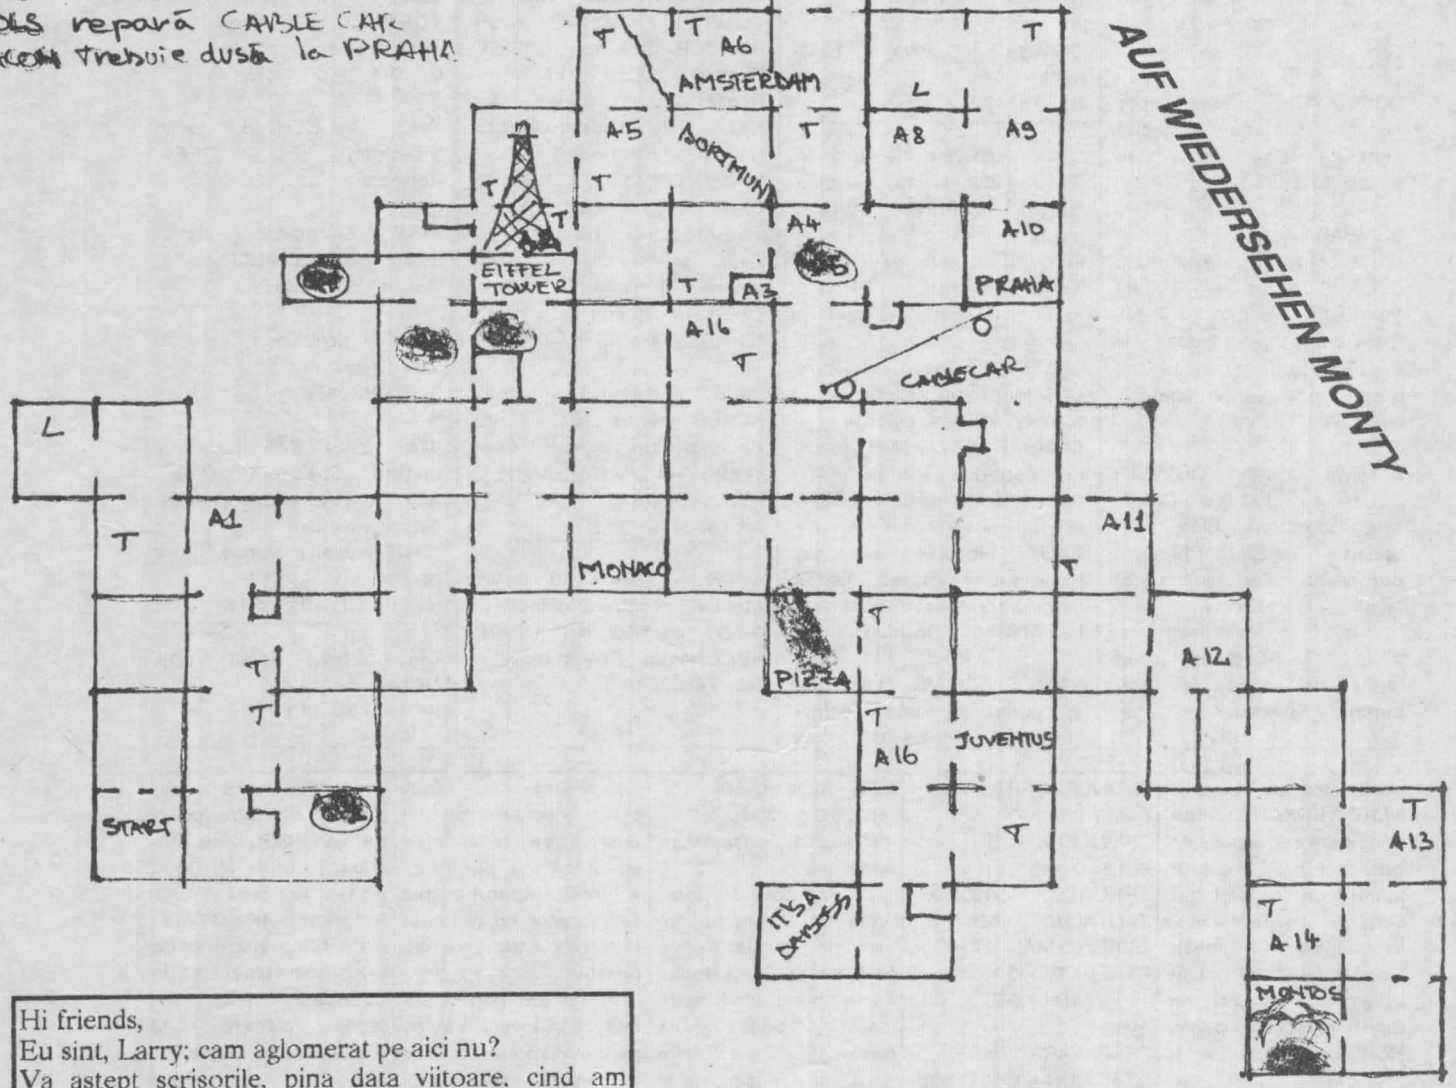 repară CABLE CAR
trebuie dusă la PRAHA
T
T
A6
AMSTERDAM
T
L
A5
DORTMUN
T
A8
A9
T
T
T
EIFFEL
TOWER
A4
A10
T
A3
PRAHA
A16
T
CABLECAR
AUF WIEDERSEHEN MONTY
L
T
A1
MONACO
A11
T
T
PIZZA
T
T
A12
T
A16
JUVENTUS
START
T
T
A13
IT'S A
T
A14
MONTOS
Hi friends,
Eu sint, Larry: cam aglomerat pe aici nu?
Va astept scrisorile, pina data viitoare, cind am